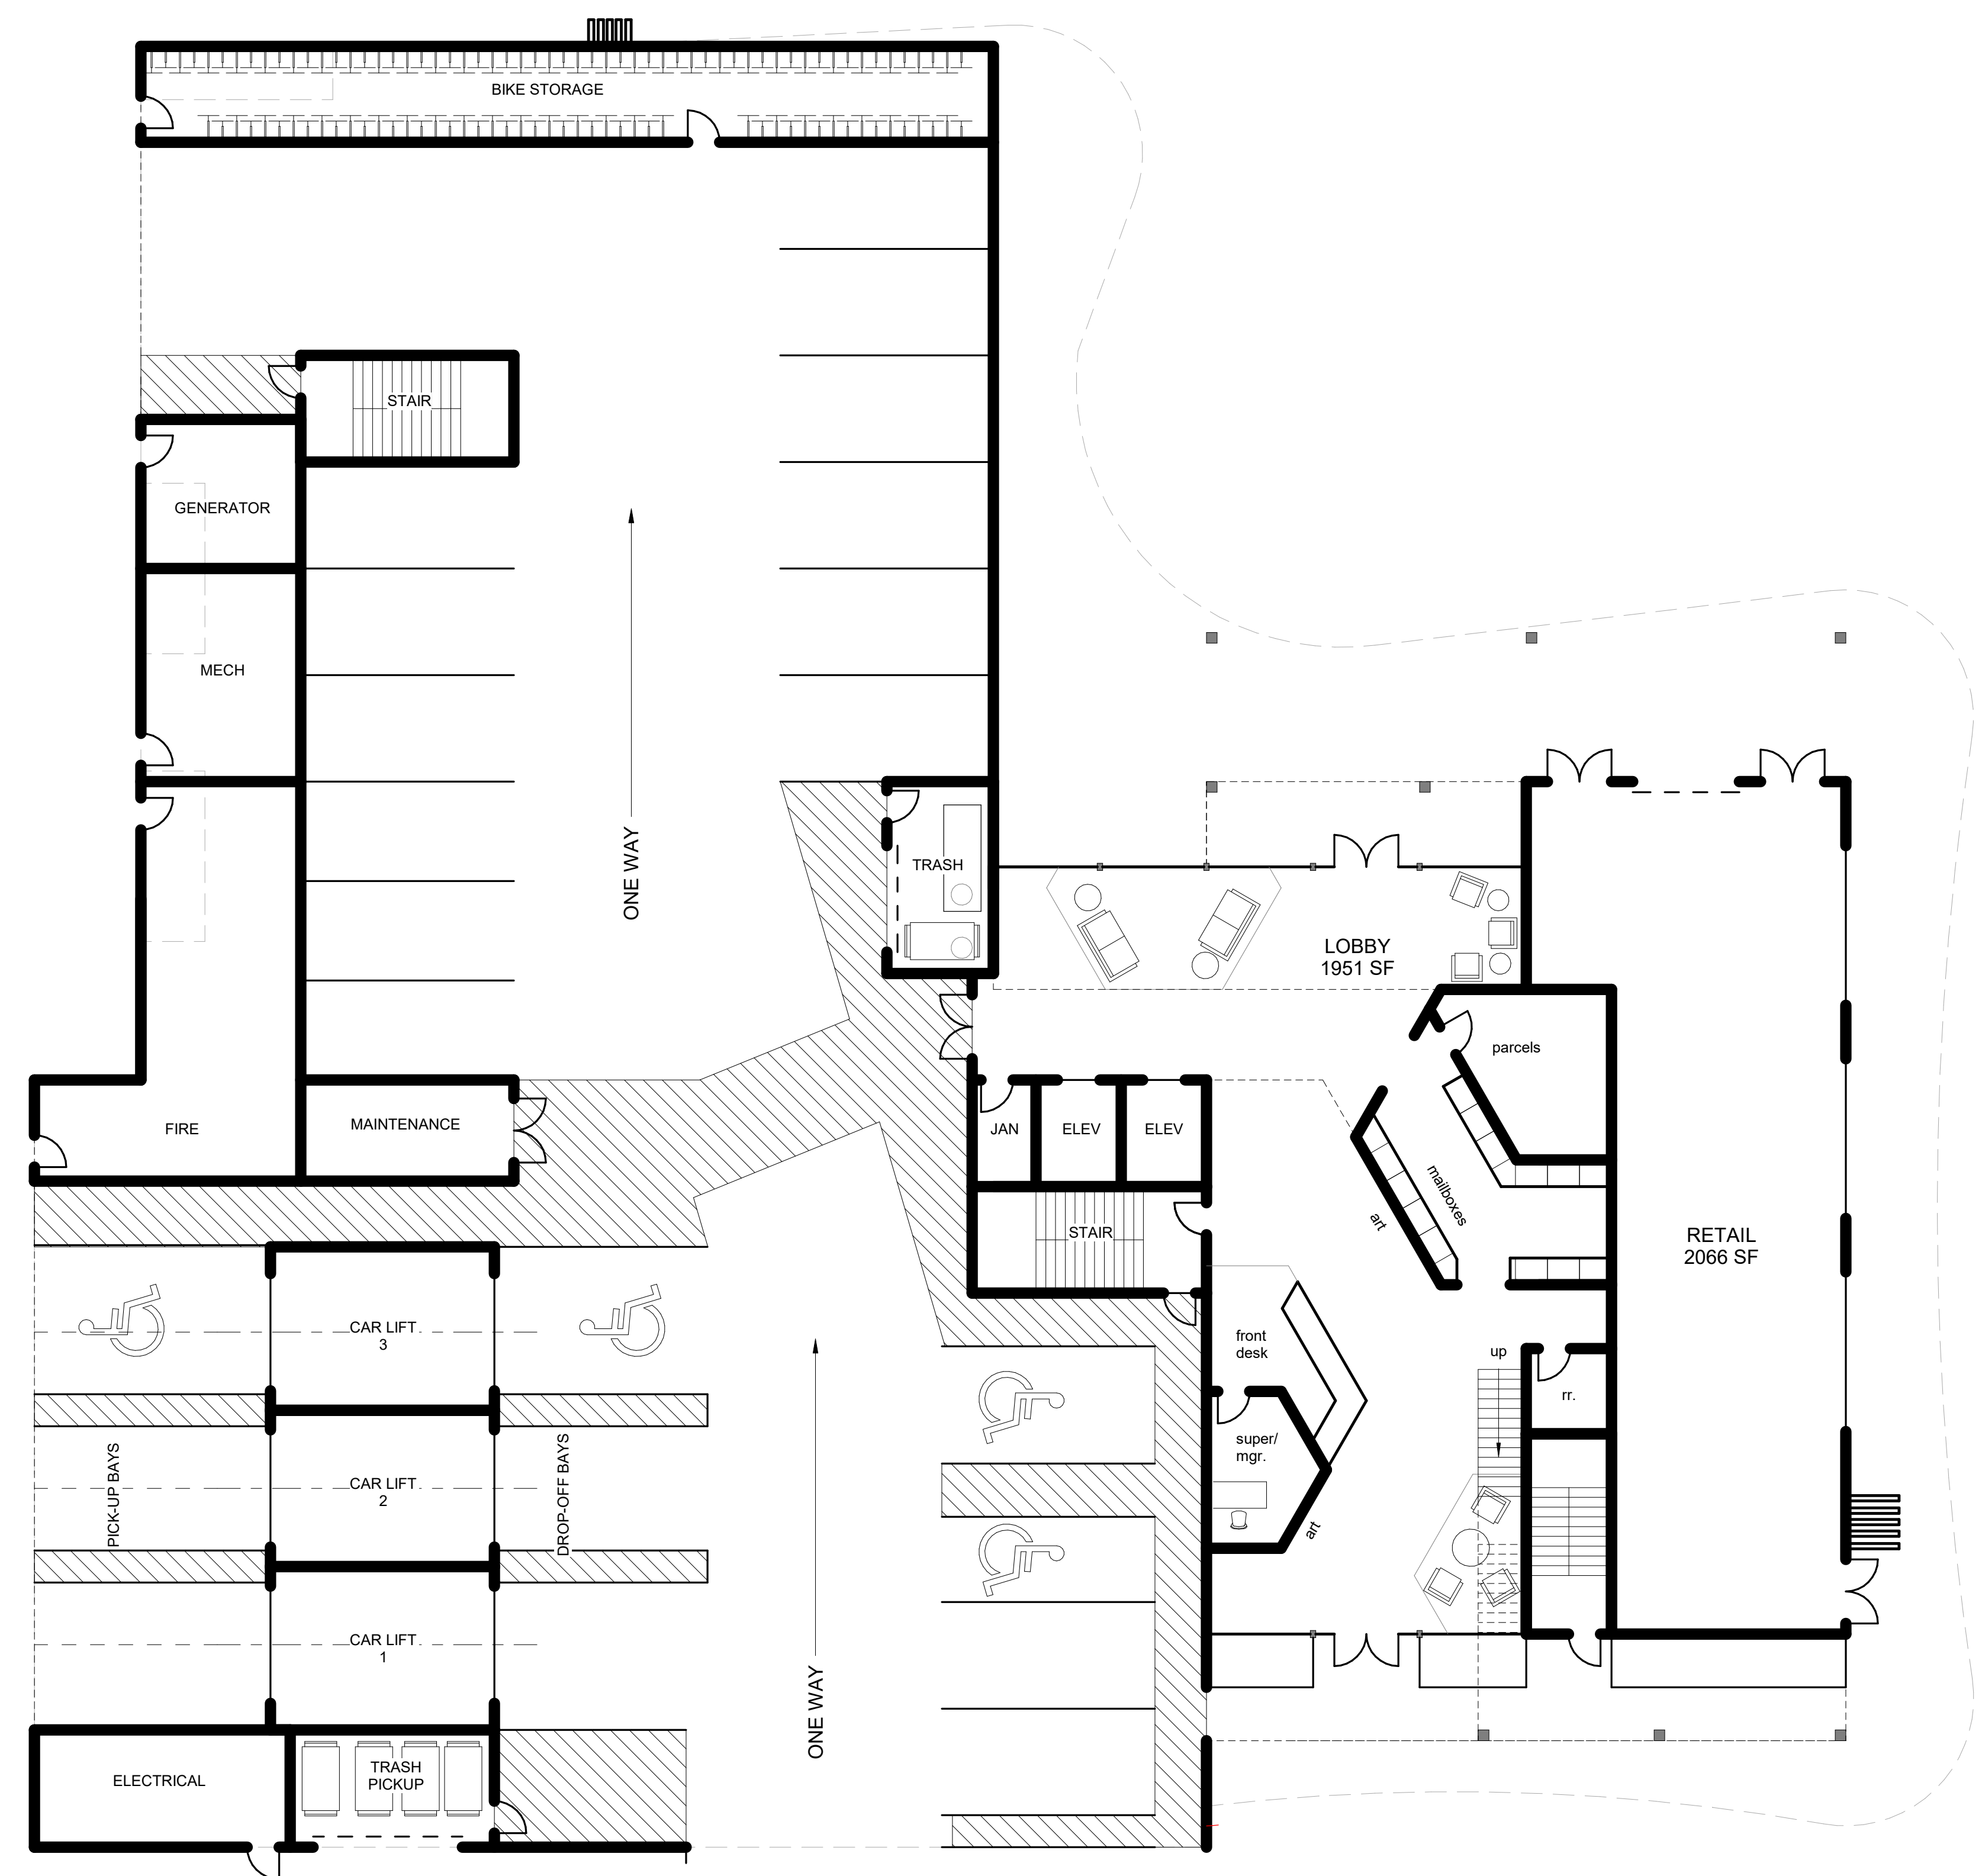 BIKE STORAGE
STAIR
GENERATOR
MECH
ONE WAY
TRASH
LOBBY
1951 SF
parcels
FIRE
MAINTENANCE
JAN
ELEV
ELEV
mailboxes
art
STAIR
RETAIL
2066 SF
CAR LIFT
3
front
desk
up
rr.
super/
mgr.
PICK-UP BAYS
CAR LIFT
2
DROP-OFF BAYS
art
CAR LIFT
1
ONE WAY
ELECTRICAL
TRASH
PICKUP